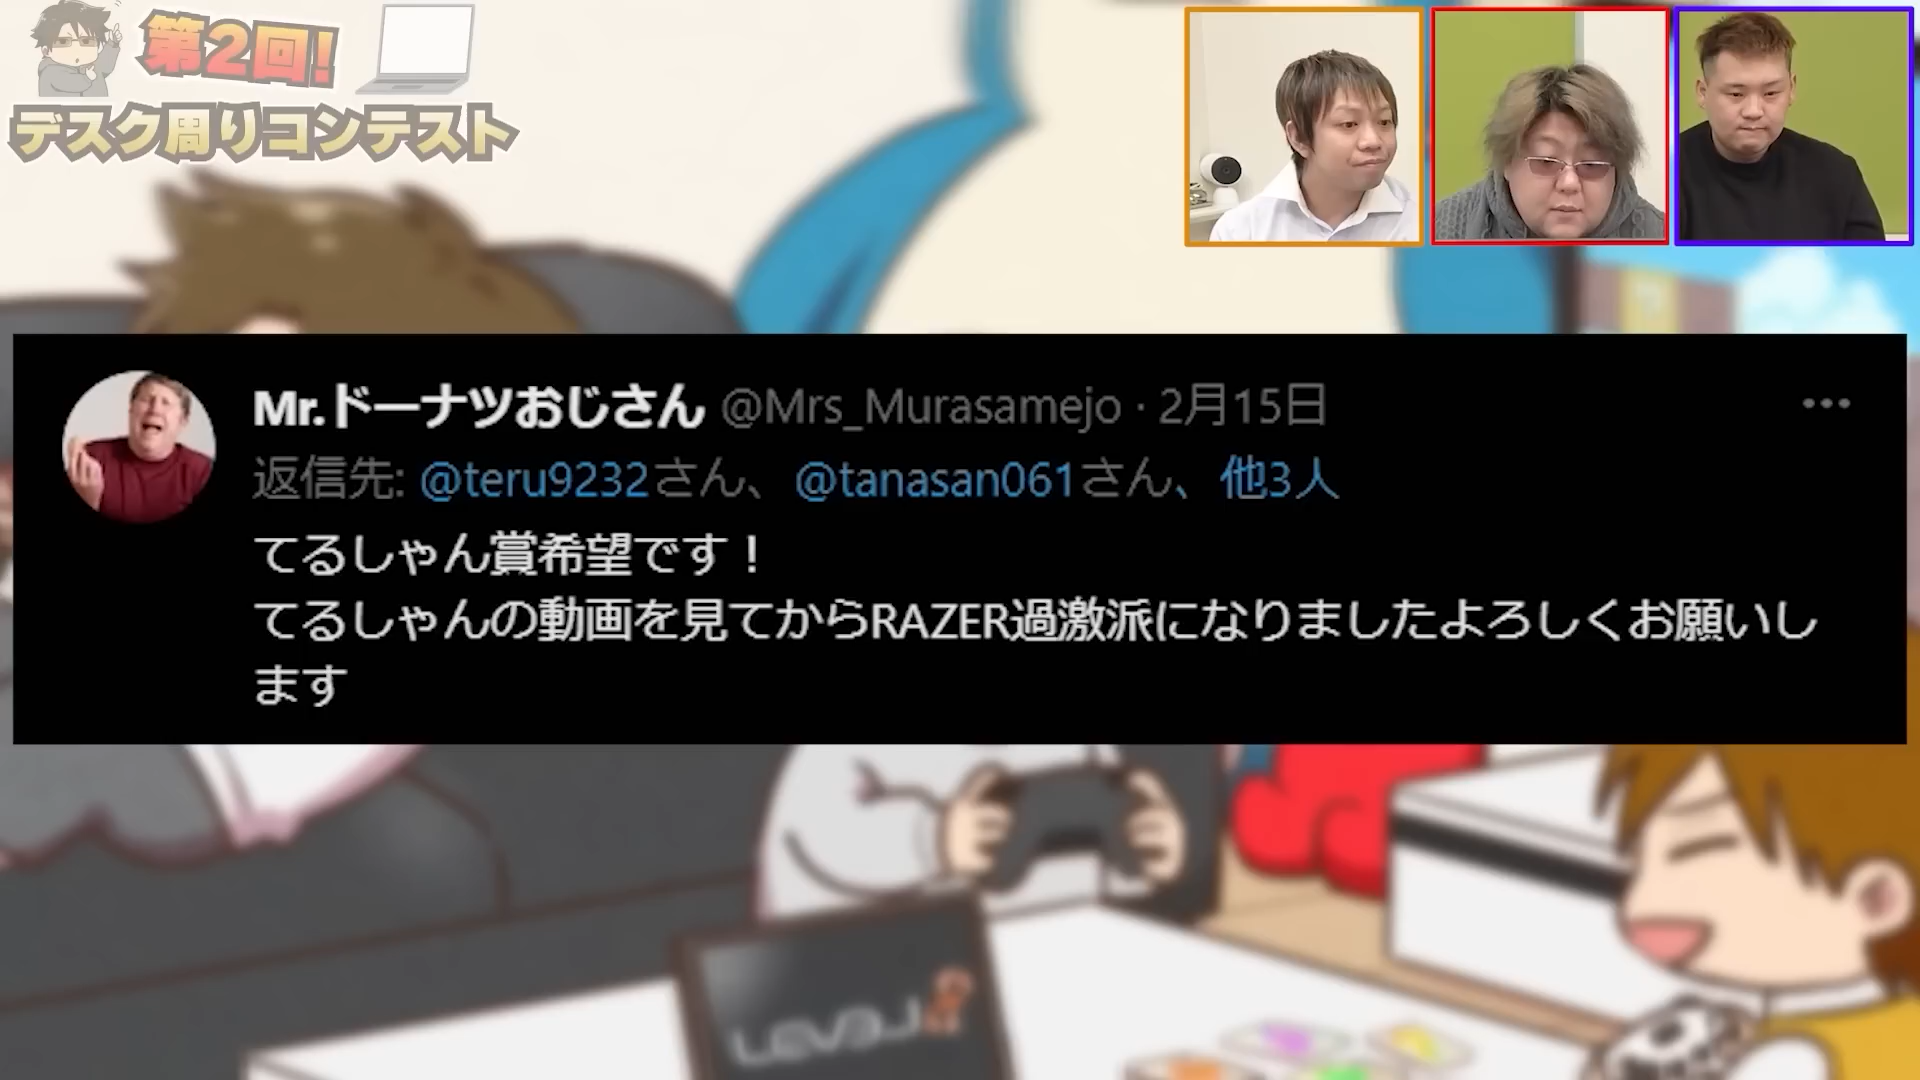 第2回!
デスク周りコンテスト
Mr.ドーナツおじさん @Mrs_Murasamejo · 2月15日
返信先: @teru9232さん、 @tanasan061さん、他3人
てるしゃん賞希望です！
てるしゃんの動画を見てからRAZER過激派になりましたよろしくお願いし
ます